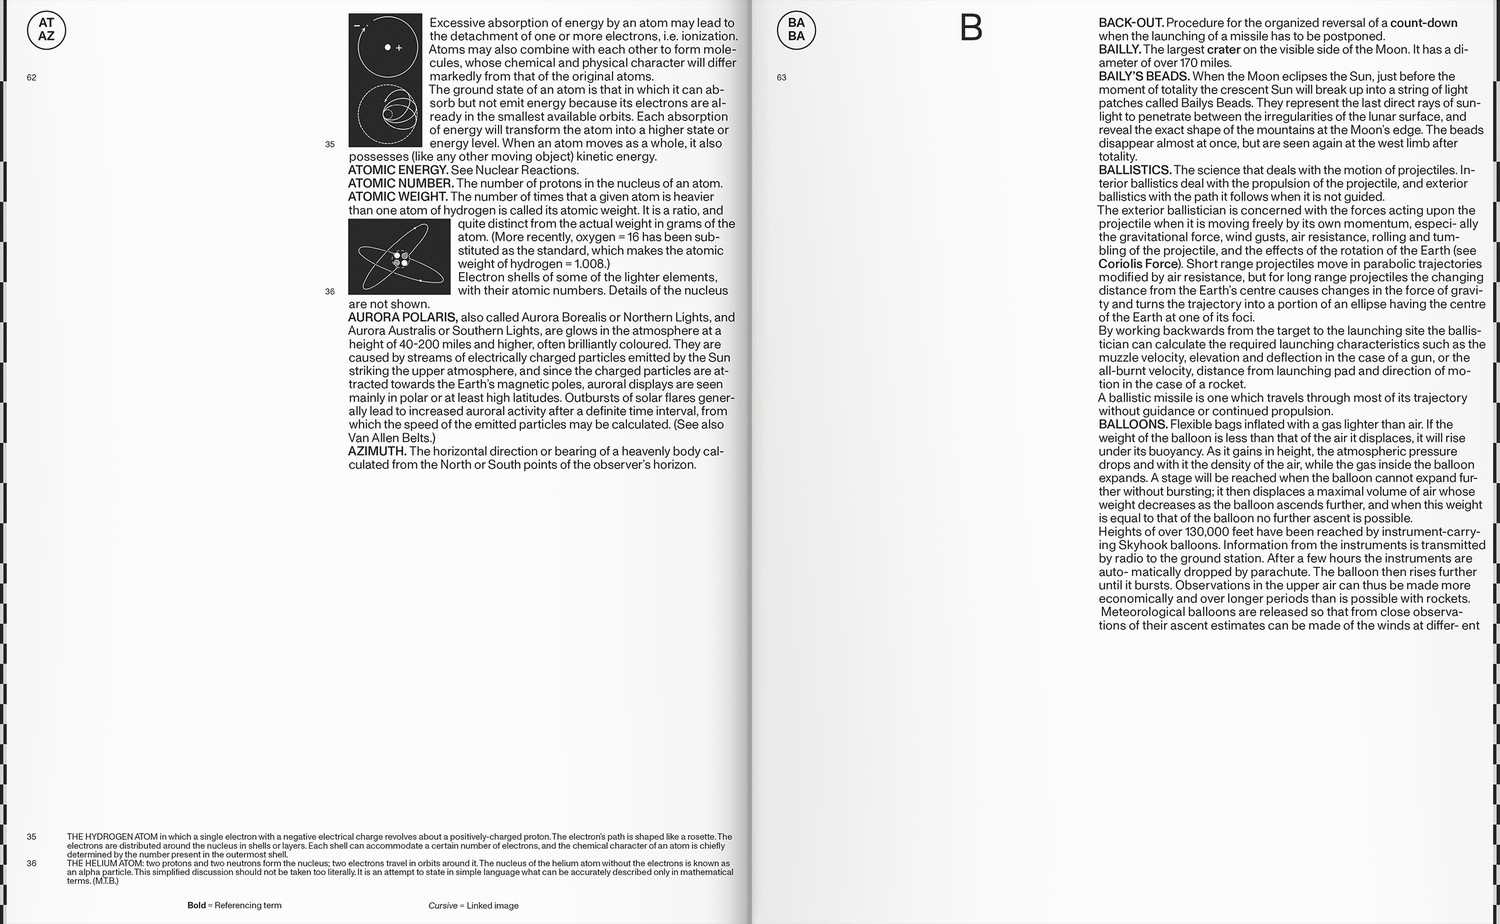 AT
AZ
62
Excessive absorption of energy by an atom may lead to
the detachment of one or more electrons, i.e. ionization.
Atoms may also combine with each other to form mole-
cules, whose chemical and physical character will differ
markedly from that of the original atoms.
The ground state of an atom is that in which it can ab-
sorb but not emit energy because its electrons are al-
ready in the smallest available orbits. Each absorption
of energy will transform the atom into a higher state or
35
energy level. When an atom moves as a whole, it also
possesses (like any other moving object) kinetic energy.
ATOMIC ENERGY. See Nuclear Reactions.
ATOMIC NUMBER. The number of protons in the nucleus of an atom.
ATOMIC WEIGHT. The number of times that a given atom is heavier
than one atom of hydrogen is called its atomic weight. It is a ratio, and
quite distinct from the actual weight in grams of the
atom. (More recently, oxygen = 16 has been sub-
stituted as the standard, which makes the atomic
weight of hydrogen = 1.008.)
Electron shells of some of the lighter elements,
36
with their atomic numbers. Details of the nucleus
are not shown.
AURORA POLARIS, also called Aurora Borealis or Northern Lights, and
Aurora Australis or Southern Lights, are glows in the atmosphere at a
height of 40-200 miles and higher, often brilliantly coloured. They are
caused by streams of electrically charged particles emitted by the Sun
striking the upper atmosphere, and since the charged particles are at-
tracted towards the Earth's magnetic poles, auroral displays are seen
mainly in polar or at least high latitudes. Outbursts of solar flares gener-
ally lead to increased auroral activity after a definite time interval, from
which the speed of the emitted particles may be calculated. (See also
Van Allen Belts.)
AZIMUTH. The horizontal direction or bearing of a heavenly body cal-
culated from the North or South points of the observer's horizon.
35
THE HYDROGEN ATOM in which a single electron with a negative electrical charge revolves about a positively-charged proton. The electron's path is shaped like a rosette. The
electrons are distributed around the nucleus in shells or layers. Each shell can accommodate a certain number of electrons, and the chemical character of an atom is chiefly
determined by the number present in the outermost shell.
36
THE HELIUM ATOM: two protons and two neutrons form the nucleus; two electrons travel in orbits around it. The nucleus of the helium atom without the electrons is known as
an alpha particle. This simplified discussion should not be taken too literally. It is an attempt to state in simple language what can be accurately described only in mathematical
terms. (M.T.B.)
Bold = Referencing term
Cursive = Linked image
BA
BA
63
B
BACK-OUT. Procedure for the organized reversal of a count-down
when the launching of a missile has to be postponed.
BAILLY. The largest crater on the visible side of the Moon. It has a di-
ameter of over 170 miles.
BAILY'S BEADS. When the Moon eclipses the Sun, just before the
moment of totality the crescent Sun will break up into a string of light
patches called Bailys Beads. They represent the last direct rays of sun-
light to penetrate between the irregularities of the lunar surface, and
reveal the exact shape of the mountains at the Moon's edge. The beads
disappear almost at once, but are seen again at the west limb after
totality.
BALLISTICS. The science that deals with the motion of projectiles. In-
terior ballistics deal with the propulsion of the projectile, and exterior
ballistics with the path it follows when it is not guided.
The exterior ballistician is concerned with the forces acting upon the
projectile when it is moving freely by its own momentum, especi- ally
the gravitational force, wind gusts, air resistance, rolling and tum-
bling of the projectile, and the effects of the rotation of the Earth (see
Coriolis Force). Short range projectiles move in parabolic trajectories
modified by air resistance, but for long range projectiles the changing
distance from the Earth's centre causes changes in the force of gravi-
ty and turns the trajectory into a portion of an ellipse having the centre
of the Earth at one of its foci.
By working backwards from the target to the launching site the ballis-
tician can calculate the required launching characteristics such as the
muzzle velocity, elevation and deflection in the case of a gun, or the
all-burnt velocity, distance from launching pad and direction of mo-
tion in the case of a rocket.
A ballistic missile is one which travels through most of its trajectory
without guidance or continued propulsion.
BALLOONS. Flexible bags inflated with a gas lighter than air. If the
weight of the balloon is less than that of the air it displaces, it will rise
under its buoyancy. As it gains in height, the atmospheric pressure
drops and with it the density of the air, while the gas inside the balloon
expands. A stage will be reached when the balloon cannot expand fur-
ther without bursting; it then displaces a maximal volume of air whose
weight decreases as the balloon ascends further, and when this weight
is equal to that of the balloon no further ascent is possible.
Heights of over 130,000 feet have been reached by instrument-carry-
ing Skyhook balloons. Information from the instruments is transmitted
by radio to the ground station. After a few hours the instruments are
auto- matically dropped by parachute. The balloon then rises further
until it bursts. Observations in the upper air can thus be made more
economically and over longer periods than is possible with rockets.
Meteorological balloons are released so that from close observa-
tions of their ascent estimates can be made of the winds at differ- ent